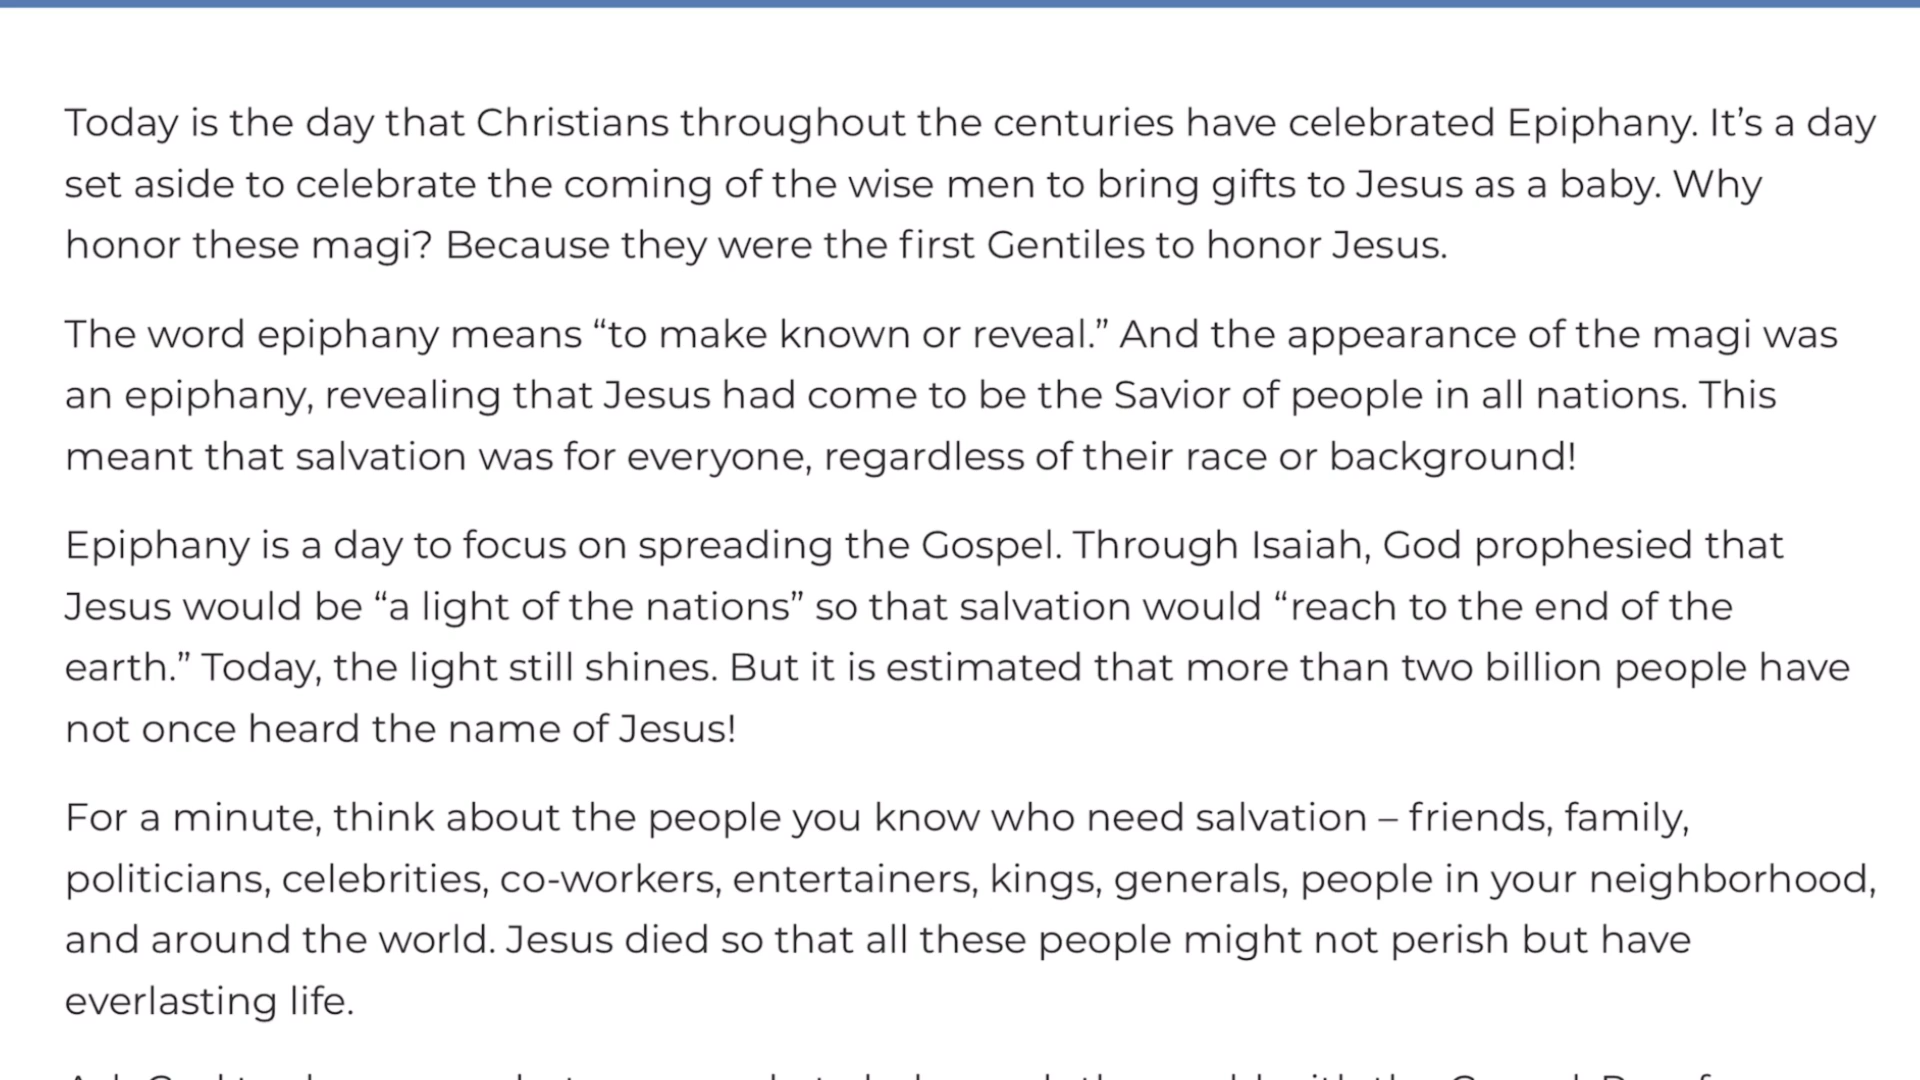 Today is the day that Christians throughout the centuries have celebrated Epiphany. It’s a day
set aside to celebrate the coming of the wise men to bring gifts to Jesus as a baby. Why
honor these magi? Because they were the first Gentiles to honor Jesus.
The word epiphany means “to make known or reveal.” And the appearance of the magi was
an epiphany, revealing that Jesus had come to be the Savior of people in all nations. This
meant that salvation was for everyone, regardless of their race or background!
Epiphany is a day to focus on spreading the Gospel. Through Isaiah, God prophesied that
Jesus would be “a light of the nations” so that salvation would “reach to the end of the
earth.” Today, the light still shines. But it is estimated that more than two billion people have
not once heard the name of Jesus!
For a minute, think about the people you know who need salvation – friends, family,
politicians, celebrities, co-workers, entertainers, kings, generals, people in your neighborhood,
and around the world. Jesus died so that all these people might not perish but have
everlasting life.